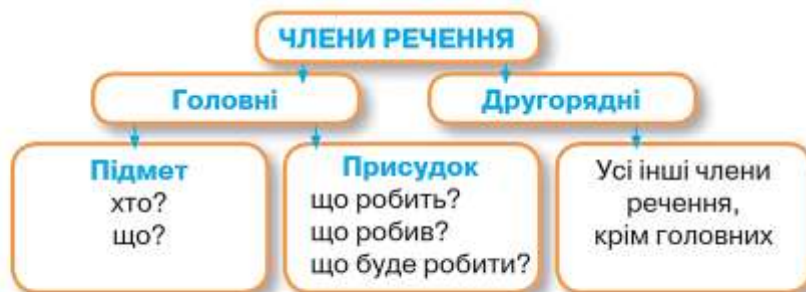 ЧЛЕНИ РЕЧЕННЯ
Головні
Другорядні
Підмет
хто?
що?
Присудок
що робить?
що робив?
що буде робити?
Усі інші члени
речення,
крім головних